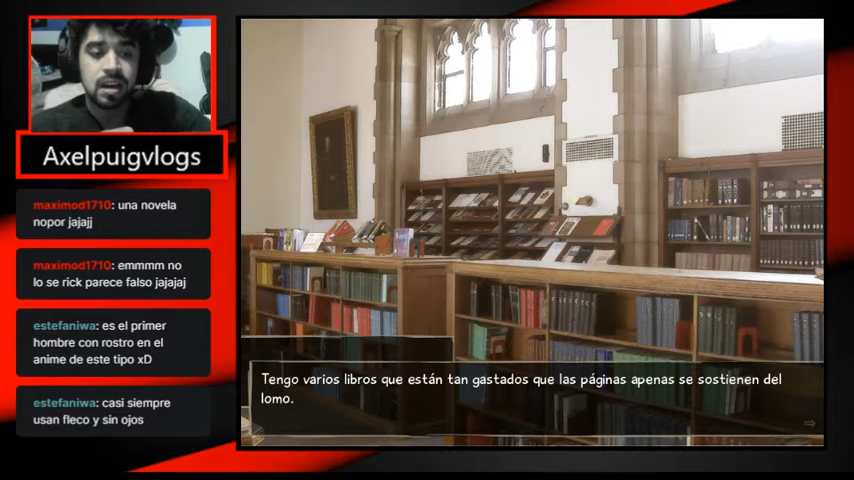 Axelpuigvlogs
maximod1710: una novela
nopor jajajj
maximod1710: emmmm no
lo se rick parece falso jajajaj
estefaniwa: es el primer
hombre con rostro en el
anime de este tipo xD
estefaniwa: casi siempre
usan fleco y sin ojos
Tengo varios libros que están tan gastados que las páginas apenas se sostienen del
lomo.